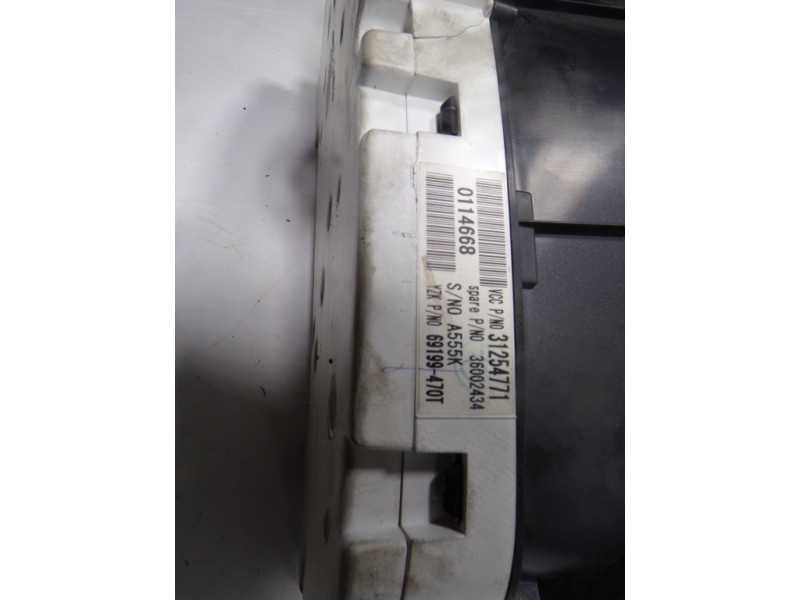 VCC P/NO 31254771
spare P/NO 36002434
0114668
S/NO A555K
YZK P/NO 69199-470T